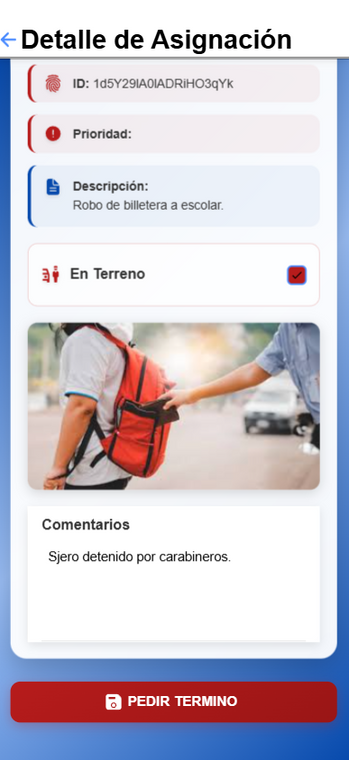 Detalle de Asignación
ID: 1d5Y29IA0IADRiHO3qYk
Prioridad:
Descripción:
Robo de billetera a escolar.
En Terreno
Comentarios
Sjero detenido por carabineros.
PEDIR TERMINO